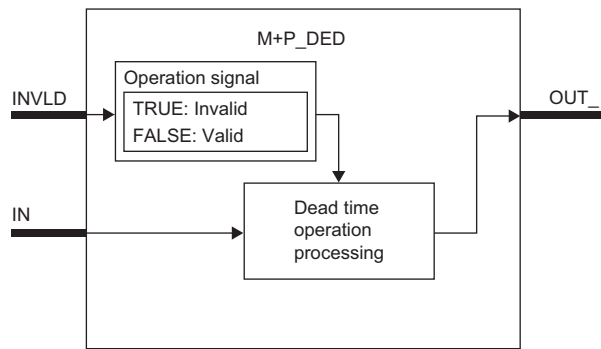 M+P_DED
Operation signal
INVLD
TRUE: Invalid
FALSE: Valid
OUT_
IN
Dead time
operation
processing